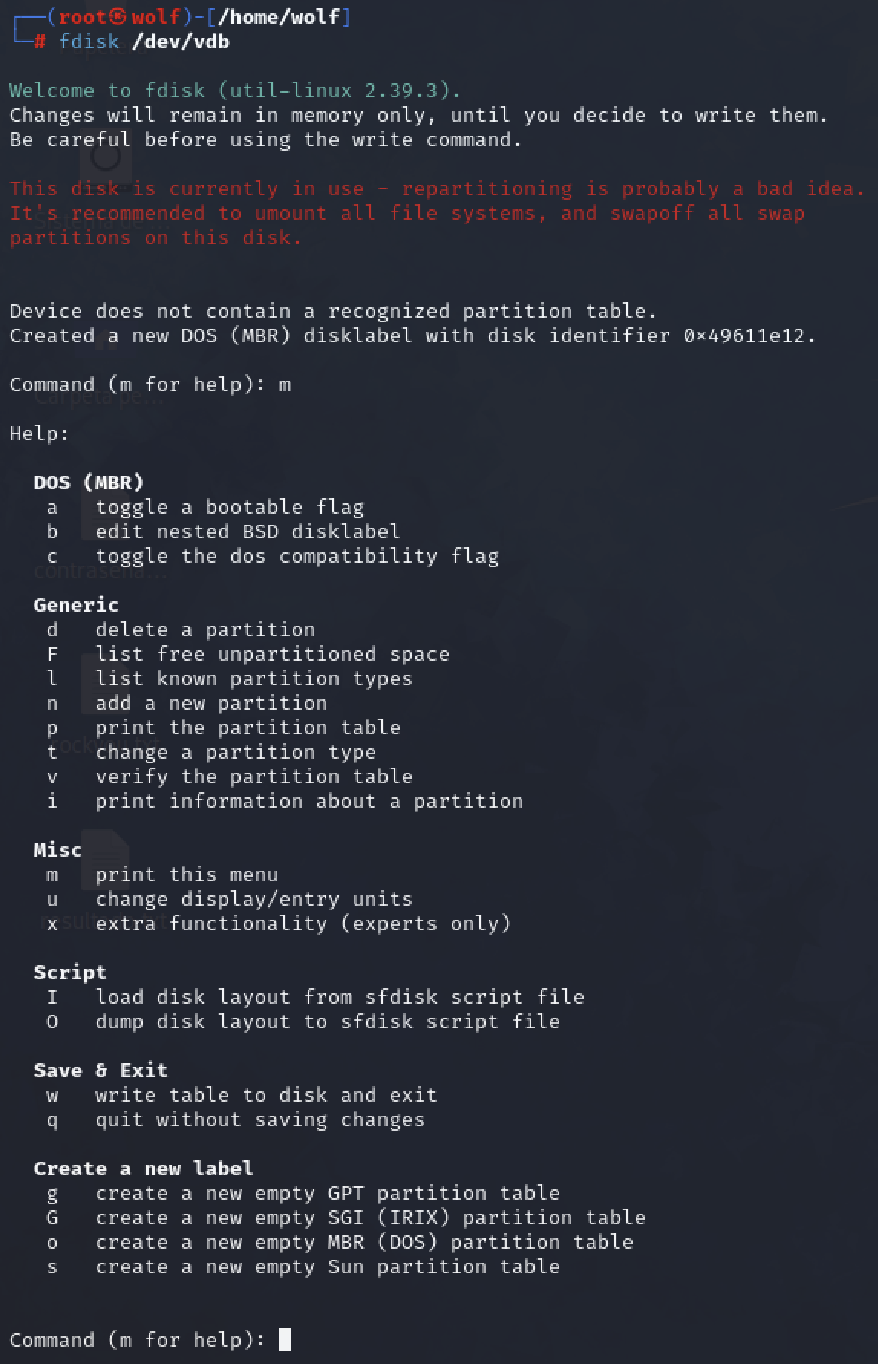 ┌──(root㉿wolf)-[/home/wolf]
└─# fdisk /dev/vdb
Welcome to fdisk (util-linux 2.39.3).
Changes will remain in memory only, until you decide to write them.
Be careful before using the write command.
This disk is currently in use - repartitioning is probably a bad idea.
It's recommended to umount all file systems, and swapoff all swap
partitions on this disk.
Device does not contain a recognized partition table.
Created a new DOS (MBR) disklabel with disk identifier 0x49611e12.
Command (m for help): m
Help:
DOS (MBR)
a toggle a bootable flag
b edit nested BSD disklabel
c toggle the dos compatibility flag
Generic
d delete a partition
F list free unpartitioned space
l list known partition types
n add a new partition
p print the partition table
t change a partition type
v verify the partition table
i print information about a partition
Misc
m print this menu
u change display/entry units
x extra functionality (experts only)
Script
I load disk layout from sfdisk script file
O dump disk layout to sfdisk script file
Save & Exit
w write table to disk and exit
q quit without saving changes
Create a new label
g create a new empty GPT partition table
G create a new empty SGI (IRIX) partition table
o create a new empty MBR (DOS) partition table
s create a new empty Sun partition table
Command (m for help):